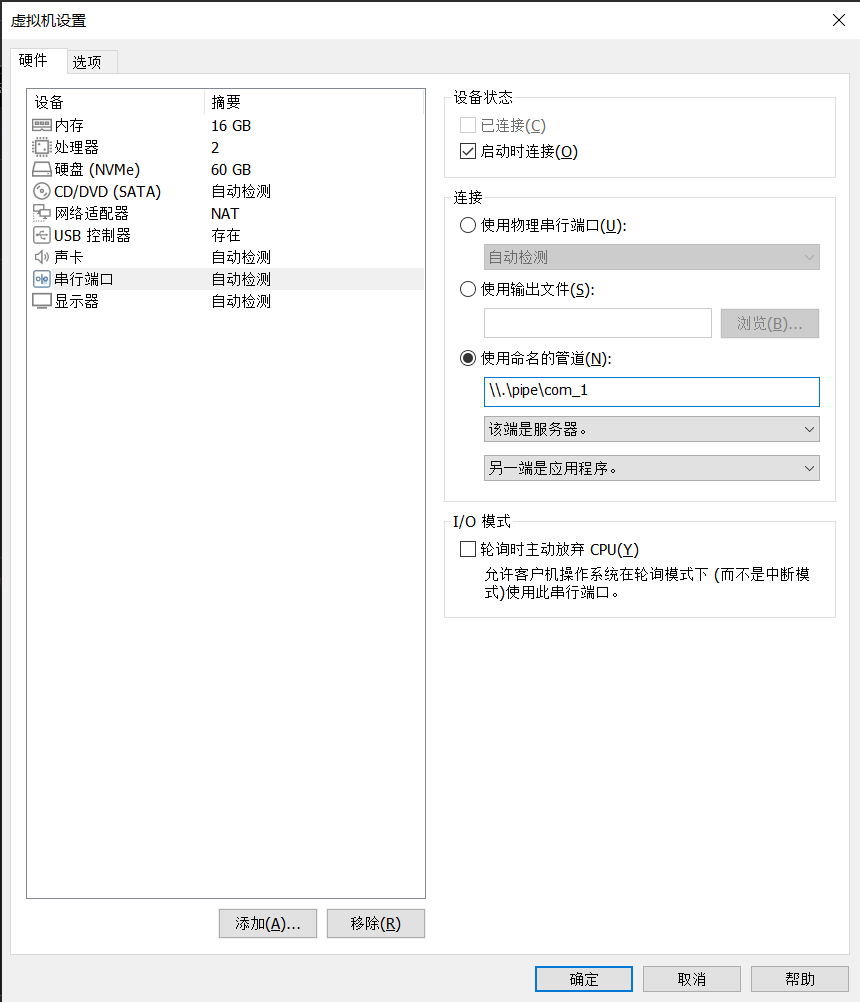 虚拟机设置
硬件 选项
设备 摘要
内存 16 GB
处理器 2
硬盘 (NVMe) 60 GB
CD/DVD (SATA) 自动检测
网络适配器 NAT
USB 控制器 存在
声卡 自动检测
串行端口 自动检测
显示器 自动检测
添加(A)... 移除(R)
设备状态
已连接(C)
启动时连接(O)
连接
使用物理串行端口(U):
自动检测
使用输出文件(S):
浏览(B)...
使用命名的管道(N):
\\.\pipe\com_1
该端是服务器。
另一端是应用程序。
I/O 模式
轮询时主动放弃 CPU(Y)
允许客户机操作系统在轮询模式下 (而不是中断模
式)使用此串行端口。
确定 取消 帮助